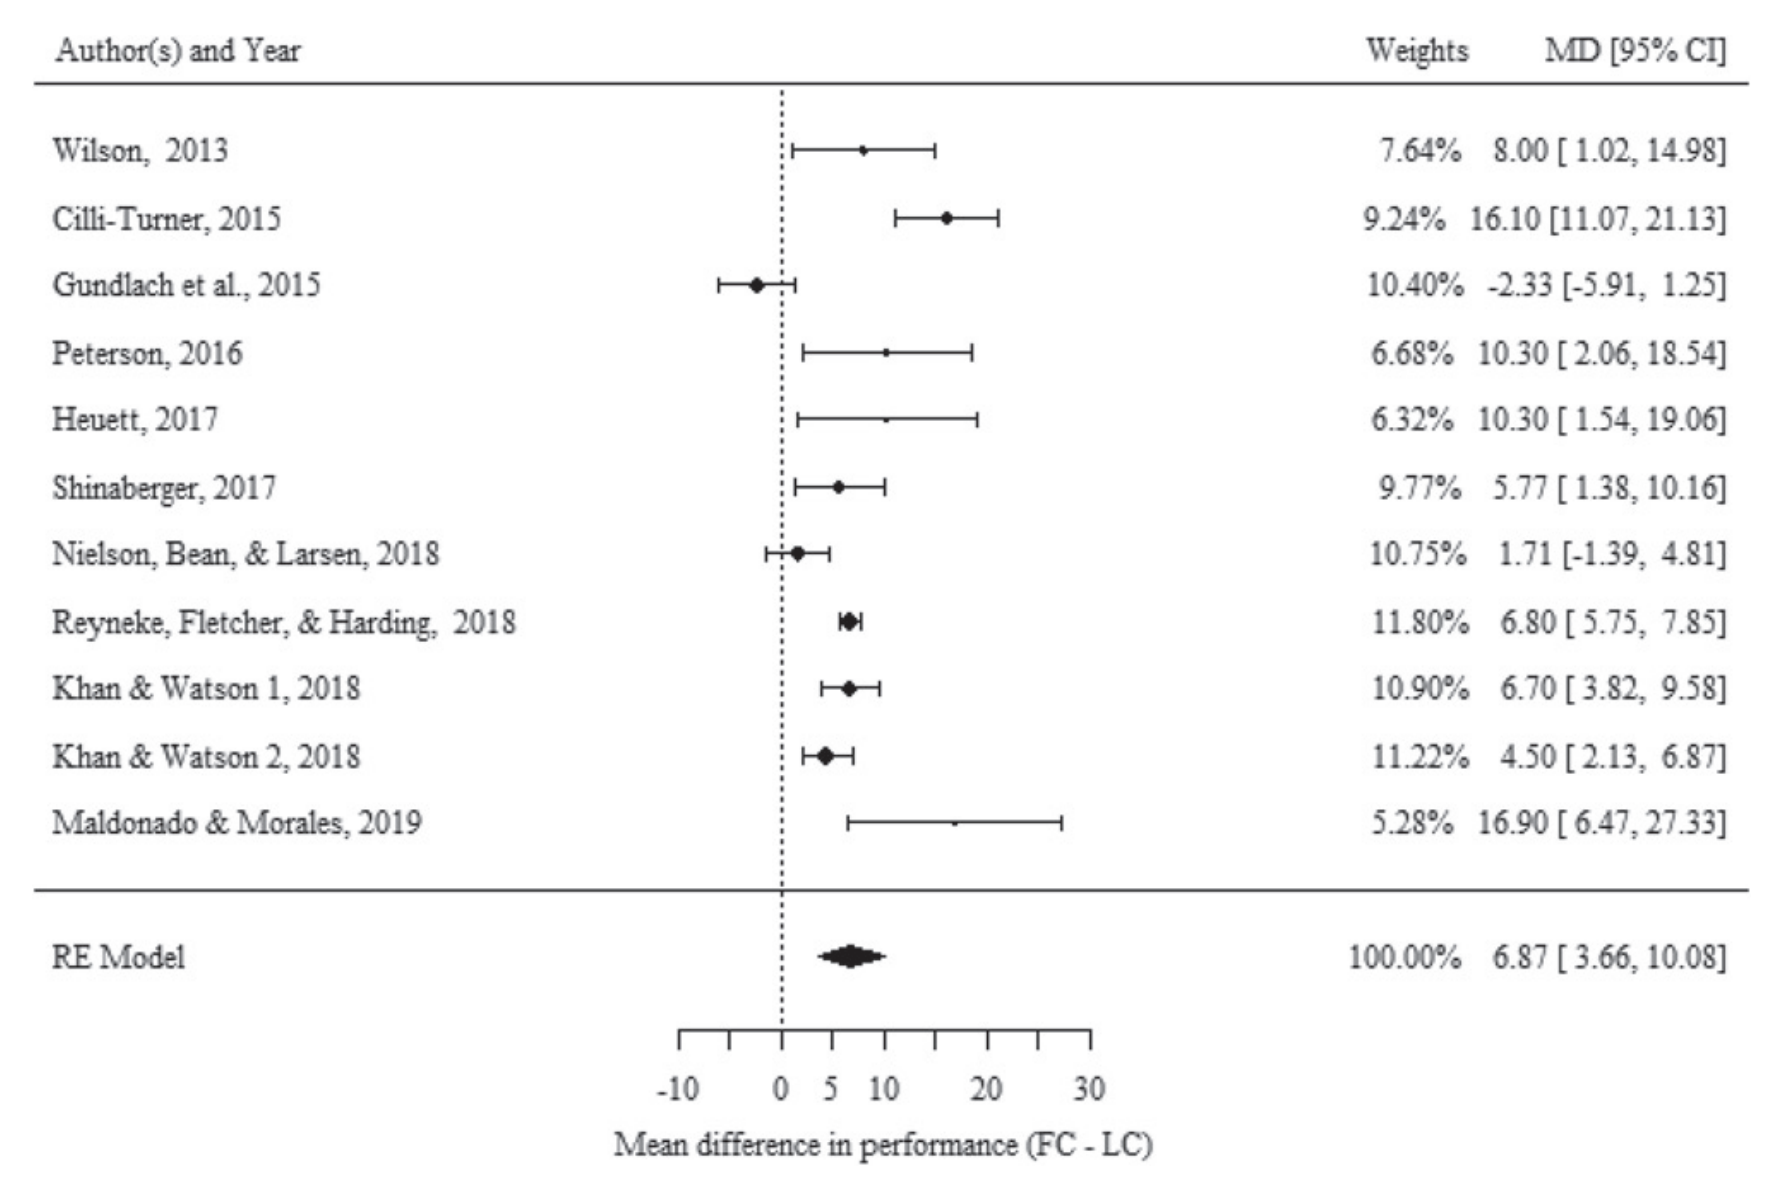 Author(s) and Year Weights MD [95% CI]
Wilson, 2013 7.64% 8.00 [ 1.02, 14.98]
Cilli-Turner, 2015 9.24% 16.10 [11.07, 21.13]
Gundlach et al., 2015 10.40% -2.33 [-5.91, 1.25]
Peterson, 2016 6.68% 10.30 [ 2.06, 18.54]
Heuett, 2017 6.32% 10.30 [ 1.54, 19.06]
Shinaberger, 2017 9.77% 5.77 [ 1.38, 10.16]
Nielson, Bean, & Larsen, 2018 10.75% 1.71 [-1.39, 4.81]
Reyneke, Fletcher, & Harding, 2018 11.80% 6.80 [ 5.75, 7.85]
Khan & Watson 1, 2018 10.90% 6.70 [ 3.82, 9.58]
Khan & Watson 2, 2018 11.22% 4.50 [ 2.13, 6.87]
Maldonado & Morales, 2019 5.28% 16.90 [ 6.47, 27.33]
RE Model 100.00% 6.87 [ 3.66, 10.08]
-10 0 5 10 20 30
Mean difference in performance (FC - LC)